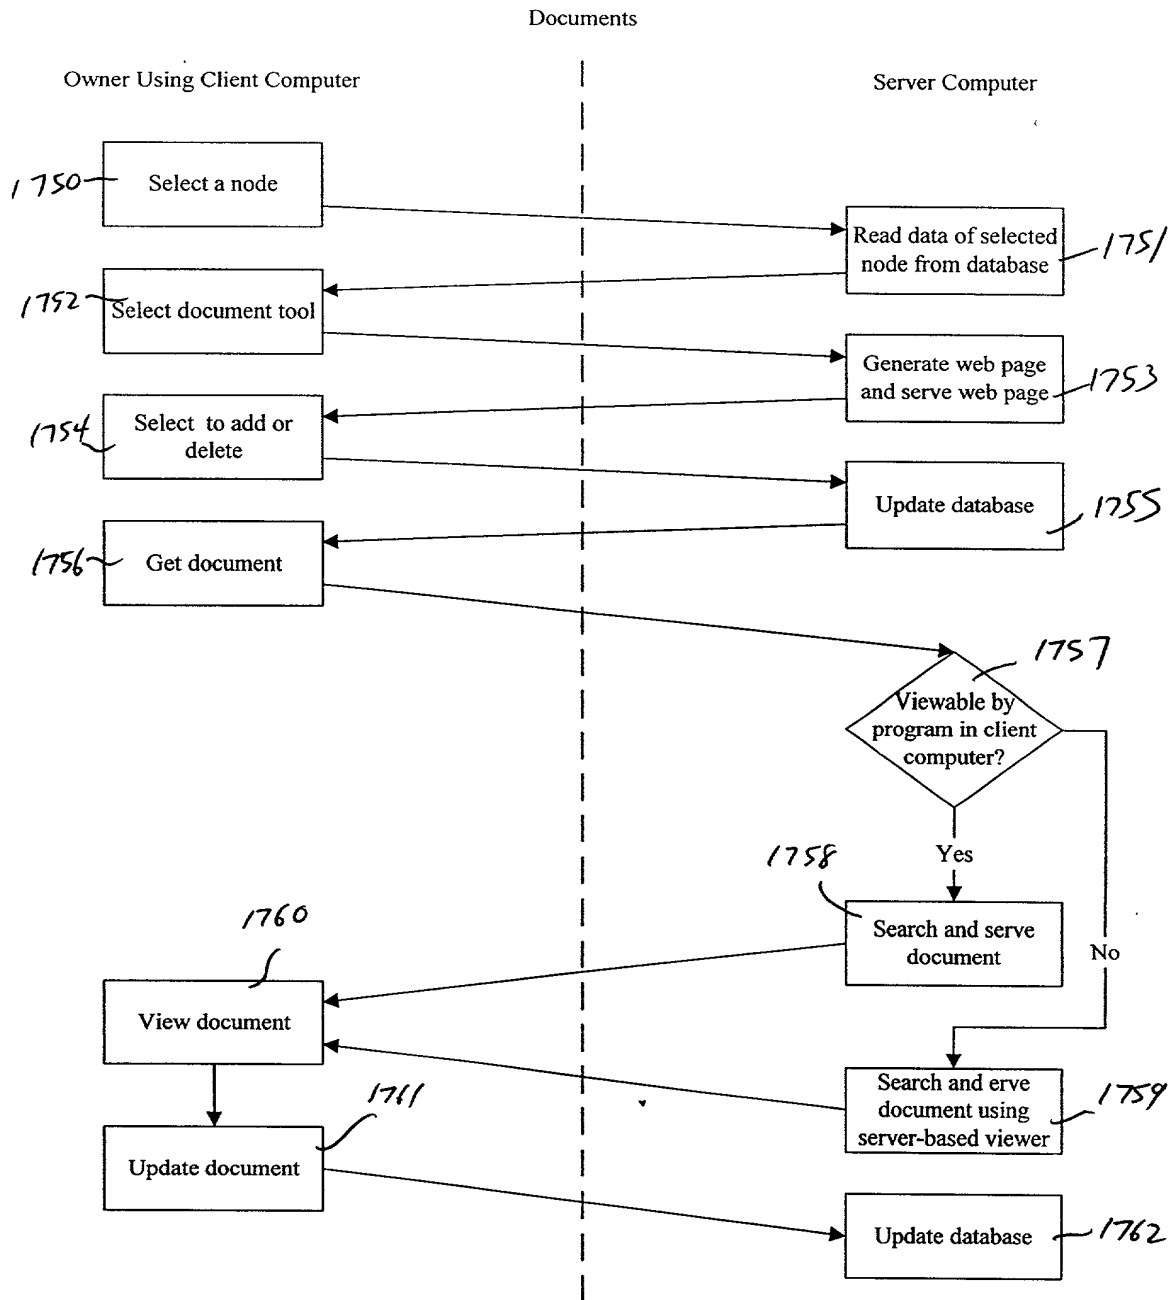 Documents
Owner Using Client Computer
Server Computer
1750
Select a node
Read data of selected
node from database
1751
1752
Select document tool
Generate web page
and serve web page
1753
1754
Select to add or
delete
Update database
1755
1756
Get document
1757
Viewable by
program in client
computer?
Yes
No
1758
Search and serve
document
1760
View document
Search and erve
document using
server-based viewer
1759
1761
Update document
Update database
1762